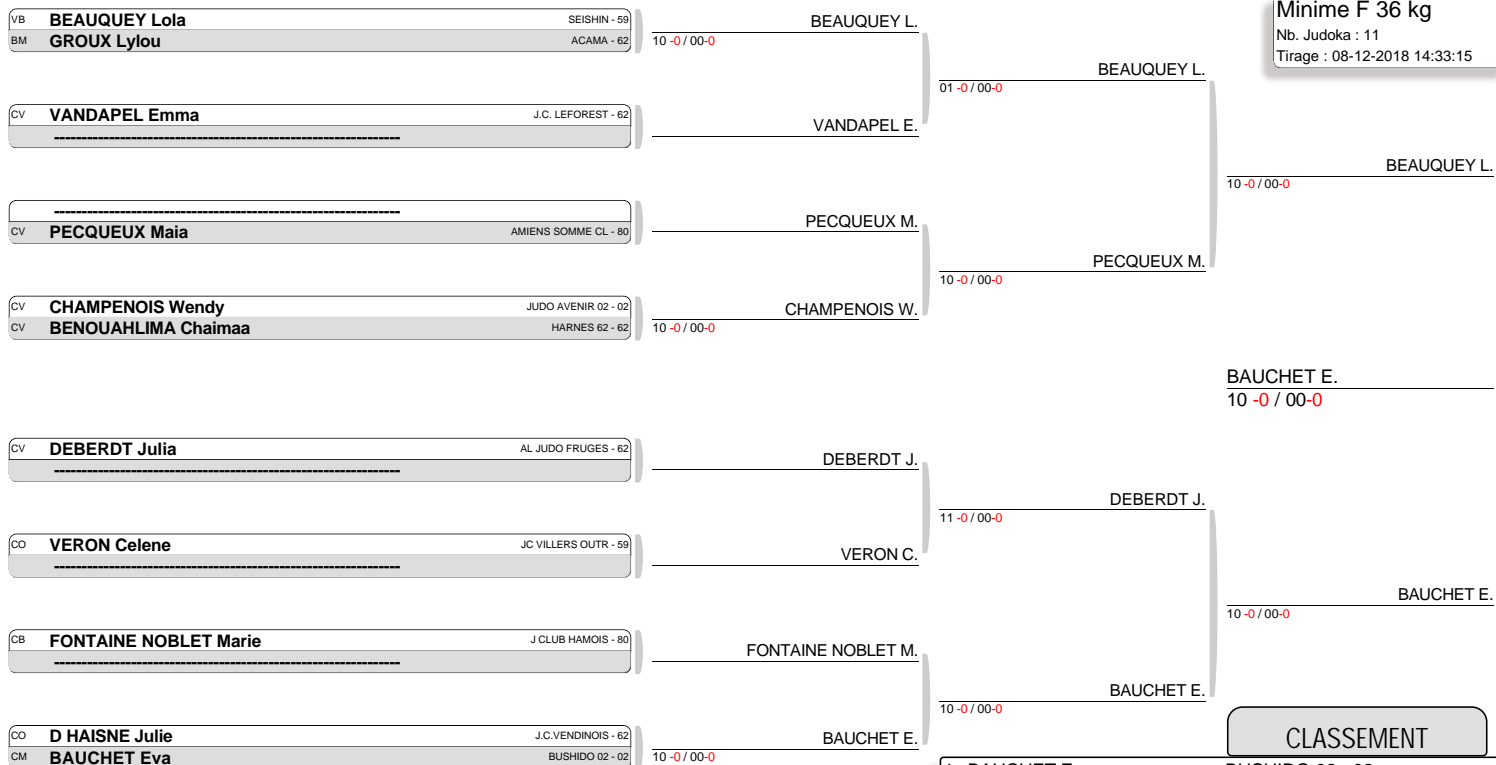 Minime F 36 kg
Nb. Judoka : 11
Tirage : 08-12-2018 14:33:15
VB BEAUQUEY Lola SEISHIN - 59
BM GROUX Lylou ACAMA - 62
CV VANDAPEL Emma J.C. LEFOREST - 62
------------------------------------------------------------------
------------------------------------------------------------------
CV PECQUEUX Maia AMIENS SOMME CL - 80
CV CHAMPENOIS Wendy JUDO AVENIR 02 - 02
CV BENOUAHLIMA Chaimaa HARNES 62 - 62
CV DEBERDT Julia AL JUDO FRUGES - 62
------------------------------------------------------------------
CO VERON Celene JC VILLERS OUTR - 59
------------------------------------------------------------------
CB FONTAINE NOBLET Marie J CLUB HAMOIS - 80
------------------------------------------------------------------
CO D HAISNE Julie J.C.VENDINOIS - 62
CM BAUCHET Eva BUSHIDO 02 - 02
BEAUQUEY L.
10 -0 / 00-0
VANDAPEL E.
PECQUEUX M.
CHAMPENOIS W.
10 -0 / 00-0
DEBERDT J.
VERON C.
FONTAINE NOBLET M.
BAUCHET E.
10 -0 / 00-0
BEAUQUEY L.
01 -0 / 00-0
PECQUEUX M.
10 -0 / 00-0
DEBERDT J.
11 -0 / 00-0
BAUCHET E.
10 -0 / 00-0
BEAUQUEY L.
10 -0 / 00-0
BAUCHET E.
10 -0 / 00-0
BAUCHET E.
10 -0 / 00-0
CLASSEMENT